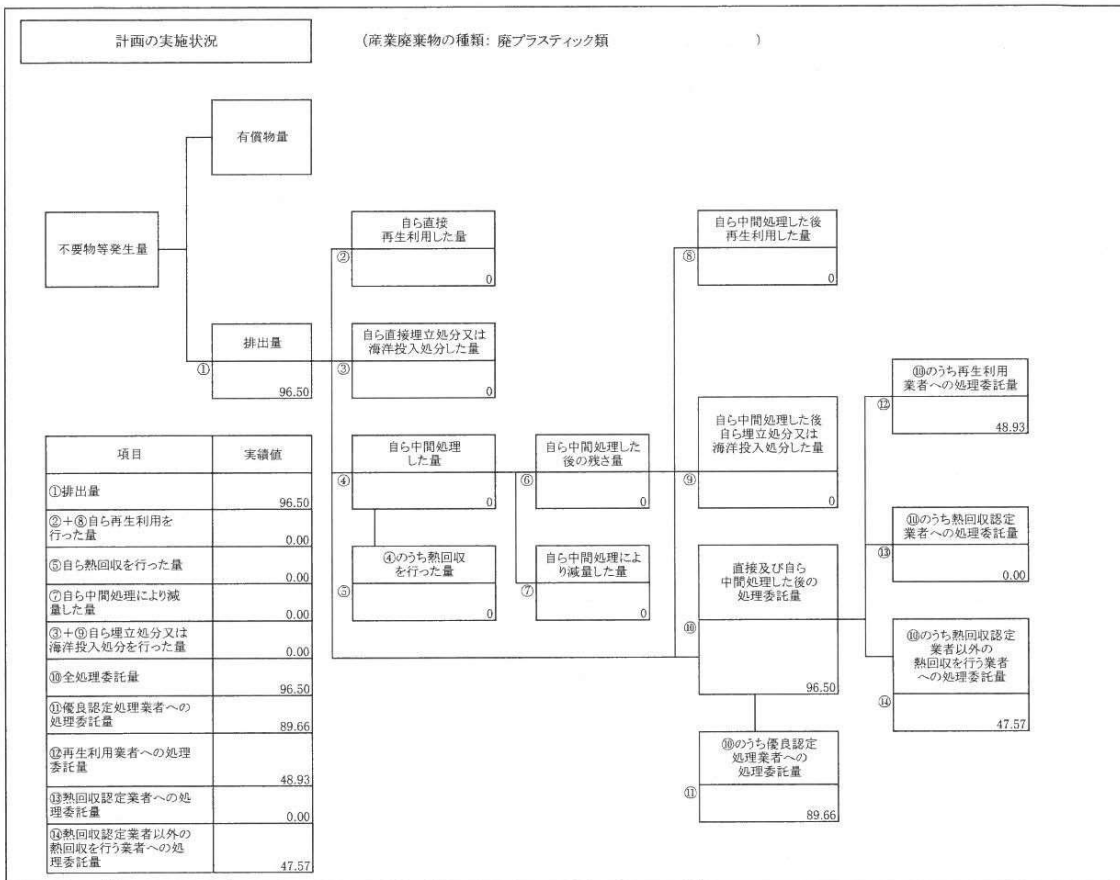 計画の実施状況
(産業廃棄物の種類: 廃プラスティック類 )
有償物量
不要物等発生量
自ら直接
再生利用した量
②
0
自ら中間処理した後
再生利用した量
⑧
0
排出量
①
96.50
自ら直接埋立処分又は
海洋投入処分した量
③
0
⑩のうち再生利用
業者への処理委託量
⑫
48.93
自ら中間処理
した量
④
0
自ら中間処理した
後の残さ量
⑥
0
自ら中間処理した後
自ら埋立処分又は
海洋投入処分した量
⑨
0
⑩のうち熱回収認定
業者への処理委託量
⑬
0.00
④のうち熱回収
を行った量
⑤
0
自ら中間処理によ
り減量した量
⑦
0
直接及び自ら
中間処理した後の
処理委託量
⑩
96.50
⑩のうち熱回収認定
業者以外の
熱回収を行う業者
への処理委託量
⑭
47.57
⑩のうち優良認定
処理業者への
処理委託量
⑪
89.66
項目 実績値
①排出量
96.50
②+⑧自ら再生利用を
行った量
0.00
⑤自ら熱回収を行った量
0.00
⑦自ら中間処理により減
量した量
0.00
③+⑨自ら埋立処分又は
海洋投入処分を行った量
0.00
⑩全処理委託量
96.50
⑪優良認定処理業者への
処理委託量
89.66
⑫再生利用業者への処理
委託量
48.93
⑬熱回収認定業者への処
理委託量
0.00
⑭熱回収認定業者以外の
熱回収を行う業者への処
理委託量
47.57